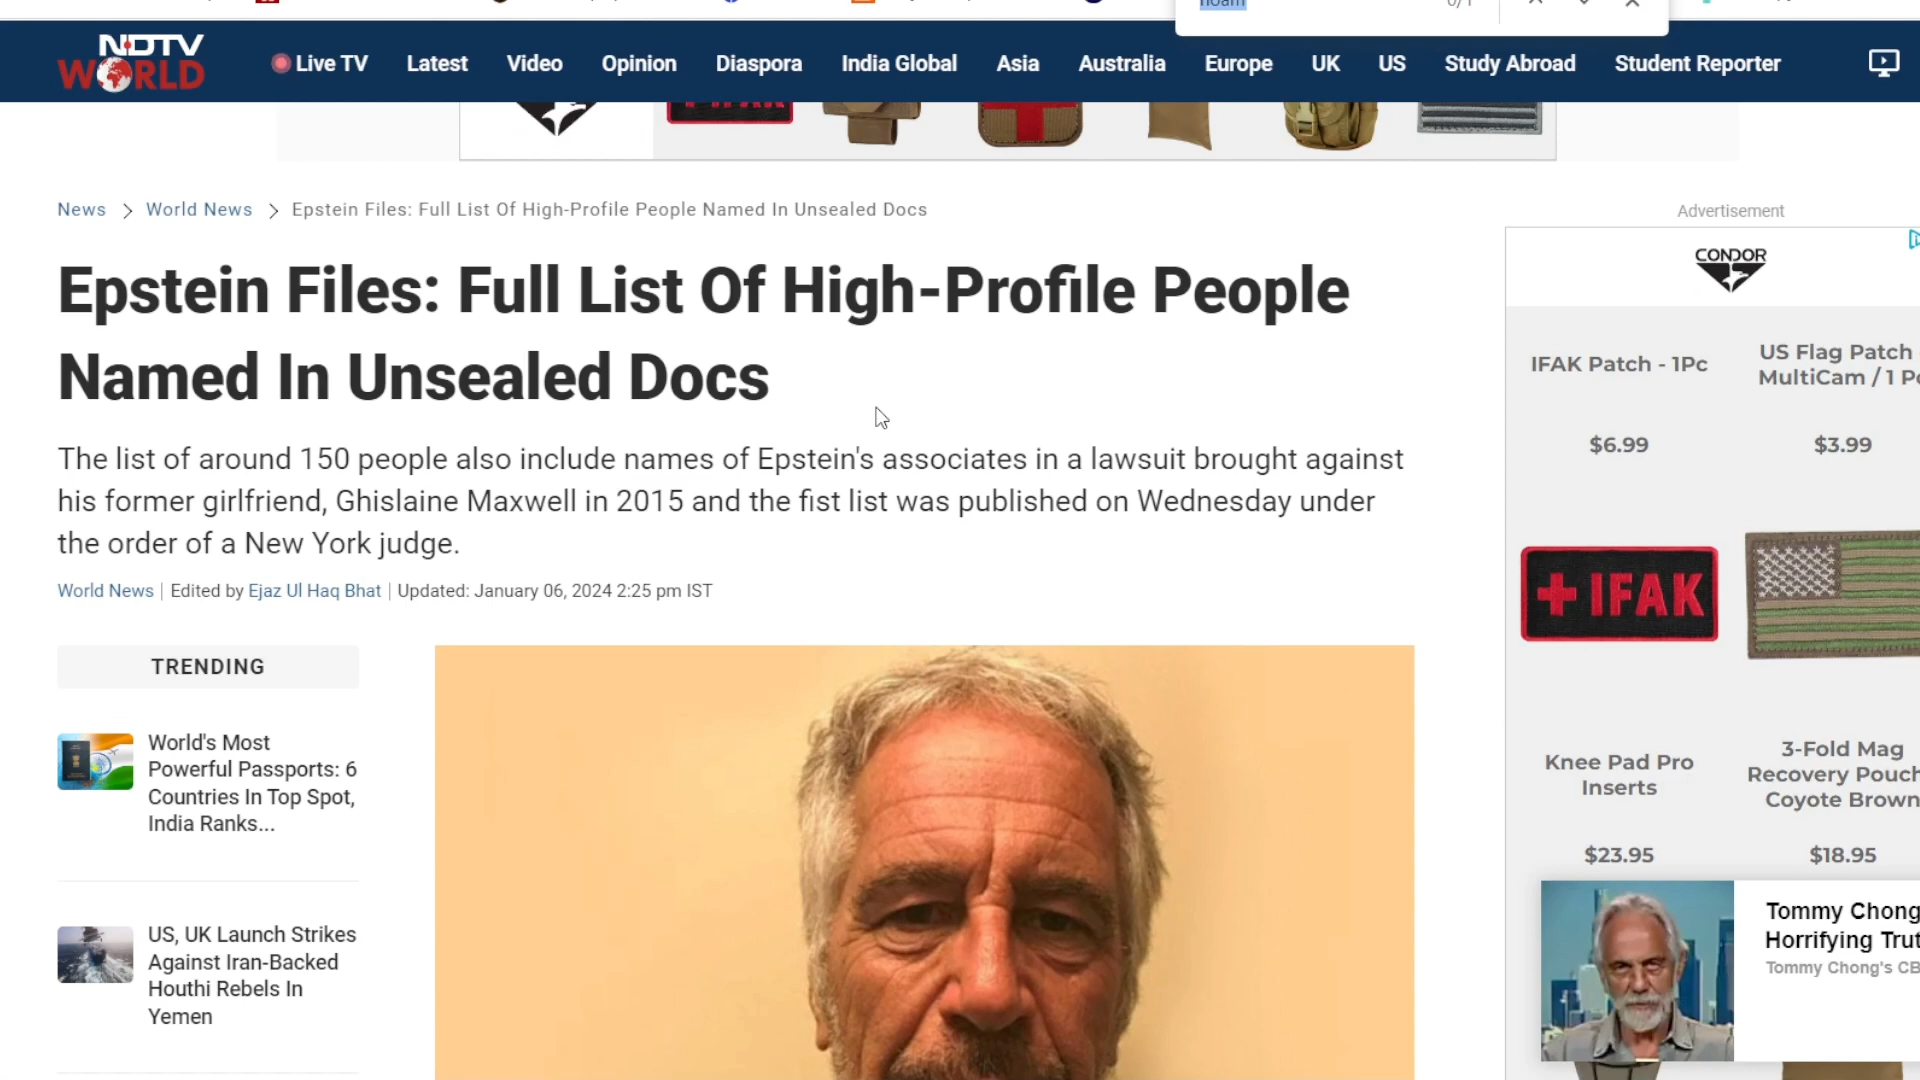 noam
0/1
NDTV
WORLD
Live TV
Latest
Video
Opinion
Diaspora
India Global
Asia
Australia
Europe
UK
US
Study Abroad
Student Reporter
News
World News
Epstein Files: Full List Of High-Profile People Named In Unsealed Docs
Epstein Files: Full List Of High-Profile People
Named In Unsealed Docs
The list of around 150 people also include names of Epstein's associates in a lawsuit brought against
his former girlfriend, Ghislaine Maxwell in 2015 and the fist list was published on Wednesday under
the order of a New York judge.
World News | Edited by Ejaz Ul Haq Bhat | Updated: January 06, 2024 2:25 pm IST
TRENDING
World's Most
Powerful Passports: 6
Countries In Top Spot,
India Ranks...
US, UK Launch Strikes
Against Iran-Backed
Houthi Rebels In
Yemen
Advertisement
CONDOR
IFAK Patch - 1Pc
$6.99
US Flag Patch
MultiCam / 1
$3.99
+ IFAK
Knee Pad Pro
Inserts
$23.95
3-Fold Mag
Recovery Pouch
Coyote Brown
$18.95
Tommy Chong
Horrifying
Tommy Chong's